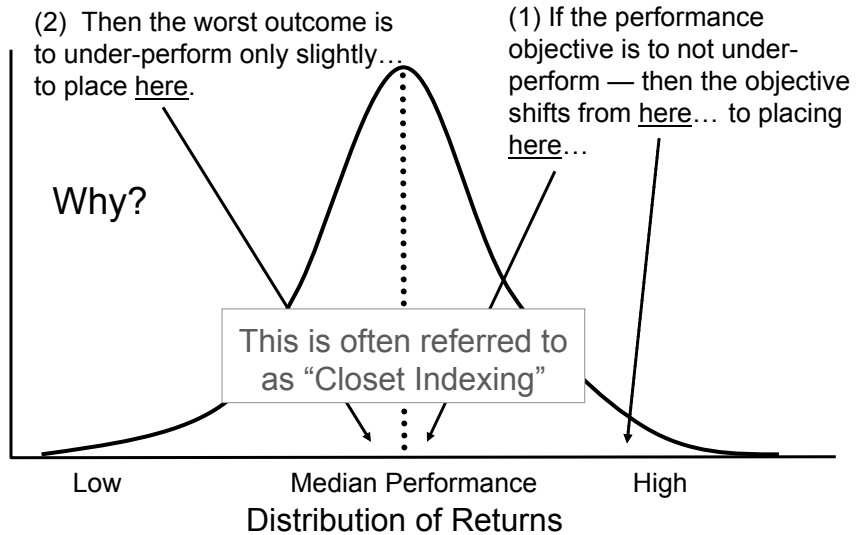 (2)  Then the worst outcome is
to under-perform only slightly…
to place here.
(1) If the performance
objective is to not under-
perform — then the objective
shifts from here… to placing
here…
Why?
This is often referred to
as “Closet Indexing”
Low
Median Performance
High
Distribution of Returns